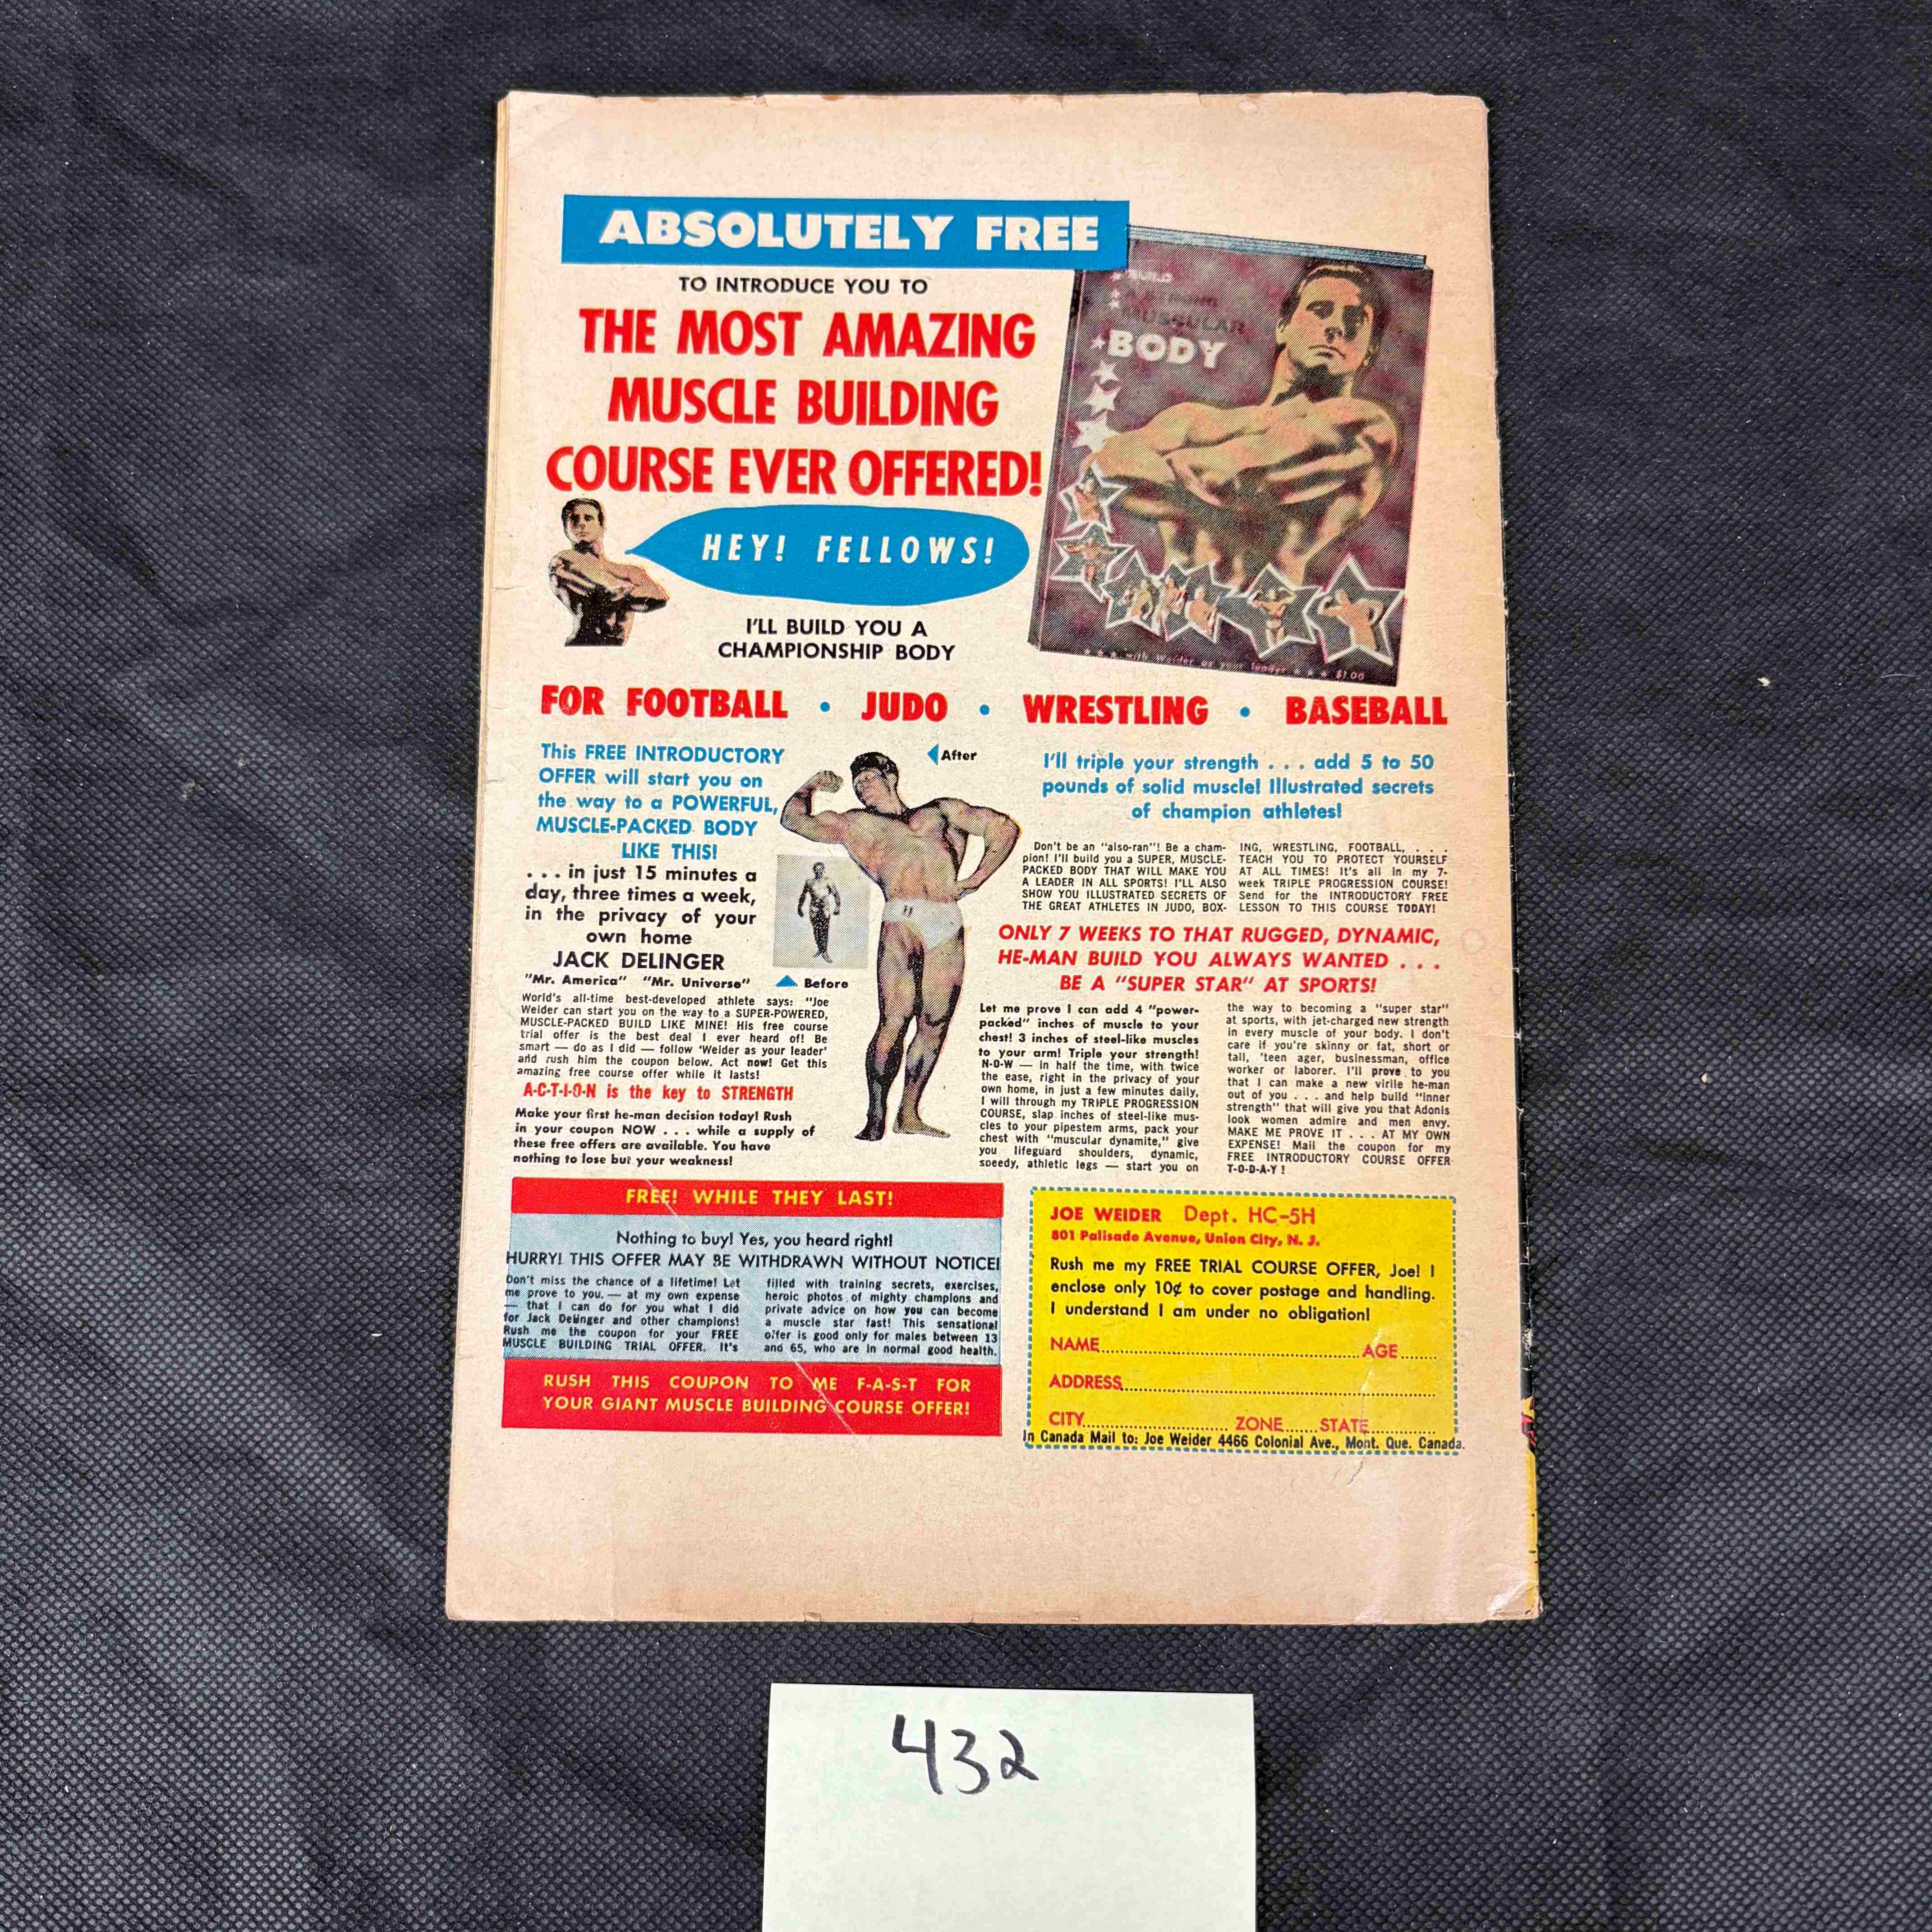 ABSOLUTELY FREE
TO INTRODUCE YOU TO
THE MOST AMAZING
MUSCLE BUILDING
COURSE EVER OFFERED!
BUILD
A STRONG
MUSCULAR
BODY
with Weider as your leader
$1.00
HEY! FELLOWS!
I'LL BUILD YOU A
CHAMPIONSHIP BODY
FOR FOOTBALL • JUDO • WRESTLING • BASEBALL
This FREE INTRODUCTORY
OFFER will start you on
the way to a POWERFUL,
MUSCLE-PACKED BODY
LIKE THIS!
. . . in just 15 minutes a
day, three times a week,
in the privacy of your
own home
JACK DELINGER
"Mr. America" "Mr. Universe"
After
Before
World's all-time best-developed athlete says: "Joe
Weider can start you on the way to a SUPER-POWERED,
MUSCLE-PACKED BUILD LIKE MINE! His free course
trial offer is the best deal I ever heard of! Be
smart — do as I did — follow 'Weider as your leader'
and rush him the coupon below. Act now! Get this
amazing free course offer while it lasts!
A-C-T-I-O-N is the key to STRENGTH
Make your first he-man decision today! Rush
in your coupon NOW . . . while a supply of
these free offers are available. You have
nothing to lose but your weakness!
I'll triple your strength . . . add 5 to 50
pounds of solid muscle! Illustrated secrets
of champion athletes!
Don't be an "also-ran"! Be a cham-
pion! I'll build you a SUPER, MUSCLE-
PACKED BODY THAT WILL MAKE YOU
A LEADER IN ALL SPORTS! I'LL ALSO
SHOW YOU ILLUSTRATED SECRETS OF
THE GREAT ATHLETES IN JUDO, BOX-
ING, WRESTLING, FOOTBALL, . . .
TEACH YOU TO PROTECT YOURSELF
AT ALL TIMES! It's all in my 7-
week TRIPLE PROGRESSION COURSE!
Send for the INTRODUCTORY FREE
LESSON TO THIS COURSE TODAY!
ONLY 7 WEEKS TO THAT RUGGED, DYNAMIC,
HE-MAN BUILD YOU ALWAYS WANTED . . .
BE A "SUPER STAR" AT SPORTS!
Let me prove I can add 4 "power-
packed" inches of muscle to your
chest! 3 inches of steel-like muscles
to your arm! Triple your strength!
N-O-W — in half the time, with twice
the ease, right in the privacy of your
own home, in just a few minutes daily,
I will through my TRIPLE PROGRESSION
COURSE, slap inches of steel-like mus-
cles to your pipestem arms, pack your
chest with "muscular dynamite," give
you lifeguard shoulders, dynamic,
speedy, athletic legs — start you on
the way to becoming a "super star"
at sports, with jet-charged new strength
in every muscle of your body. I don't
care if you're skinny or fat, short or
tall, 'teen ager, businessman, office
worker or laborer. I'll prove to you
that I can make a new virile he-man
out of you . . . and help build "inner
strength" that will give you that Adonis
look women admire and men envy.
MAKE ME PROVE IT . . . AT MY OWN
EXPENSE! Mail the coupon for my
FREE INTRODUCTORY COURSE OFFER
T-O-D-A-Y!
FREE! WHILE THEY LAST!
Nothing to buy! Yes, you heard right!
HURRY! THIS OFFER MAY BE WITHDRAWN WITHOUT NOTICE!
Don't miss the chance of a lifetime! Let
me prove to you. — at my own expense
— that I can do for you what I did
for Jack Delinger and other champions!
Rush me the coupon for your FREE
MUSCLE BUILDING TRIAL OFFER. It's
filled with training secrets, exercises,
heroic photos of mighty champions and
private advice on how you can become
a muscle star fast! This sensational
offer is good only for males between 13
and 65, who are in normal good health.
RUSH THIS COUPON TO ME F-A-S-T FOR
YOUR GIANT MUSCLE BUILDING COURSE OFFER!
JOE WEIDER Dept. HC-5H
801 Palisade Avenue, Union City, N. J.
Rush me my FREE TRIAL COURSE OFFER, Joe! I
enclose only 10¢ to cover postage and handling.
I understand I am under no obligation!
NAME AGE
ADDRESS
CITY ZONE STATE
In Canada Mail to: Joe Weider 4466 Colonial Ave., Mont. Que. Canada.
432